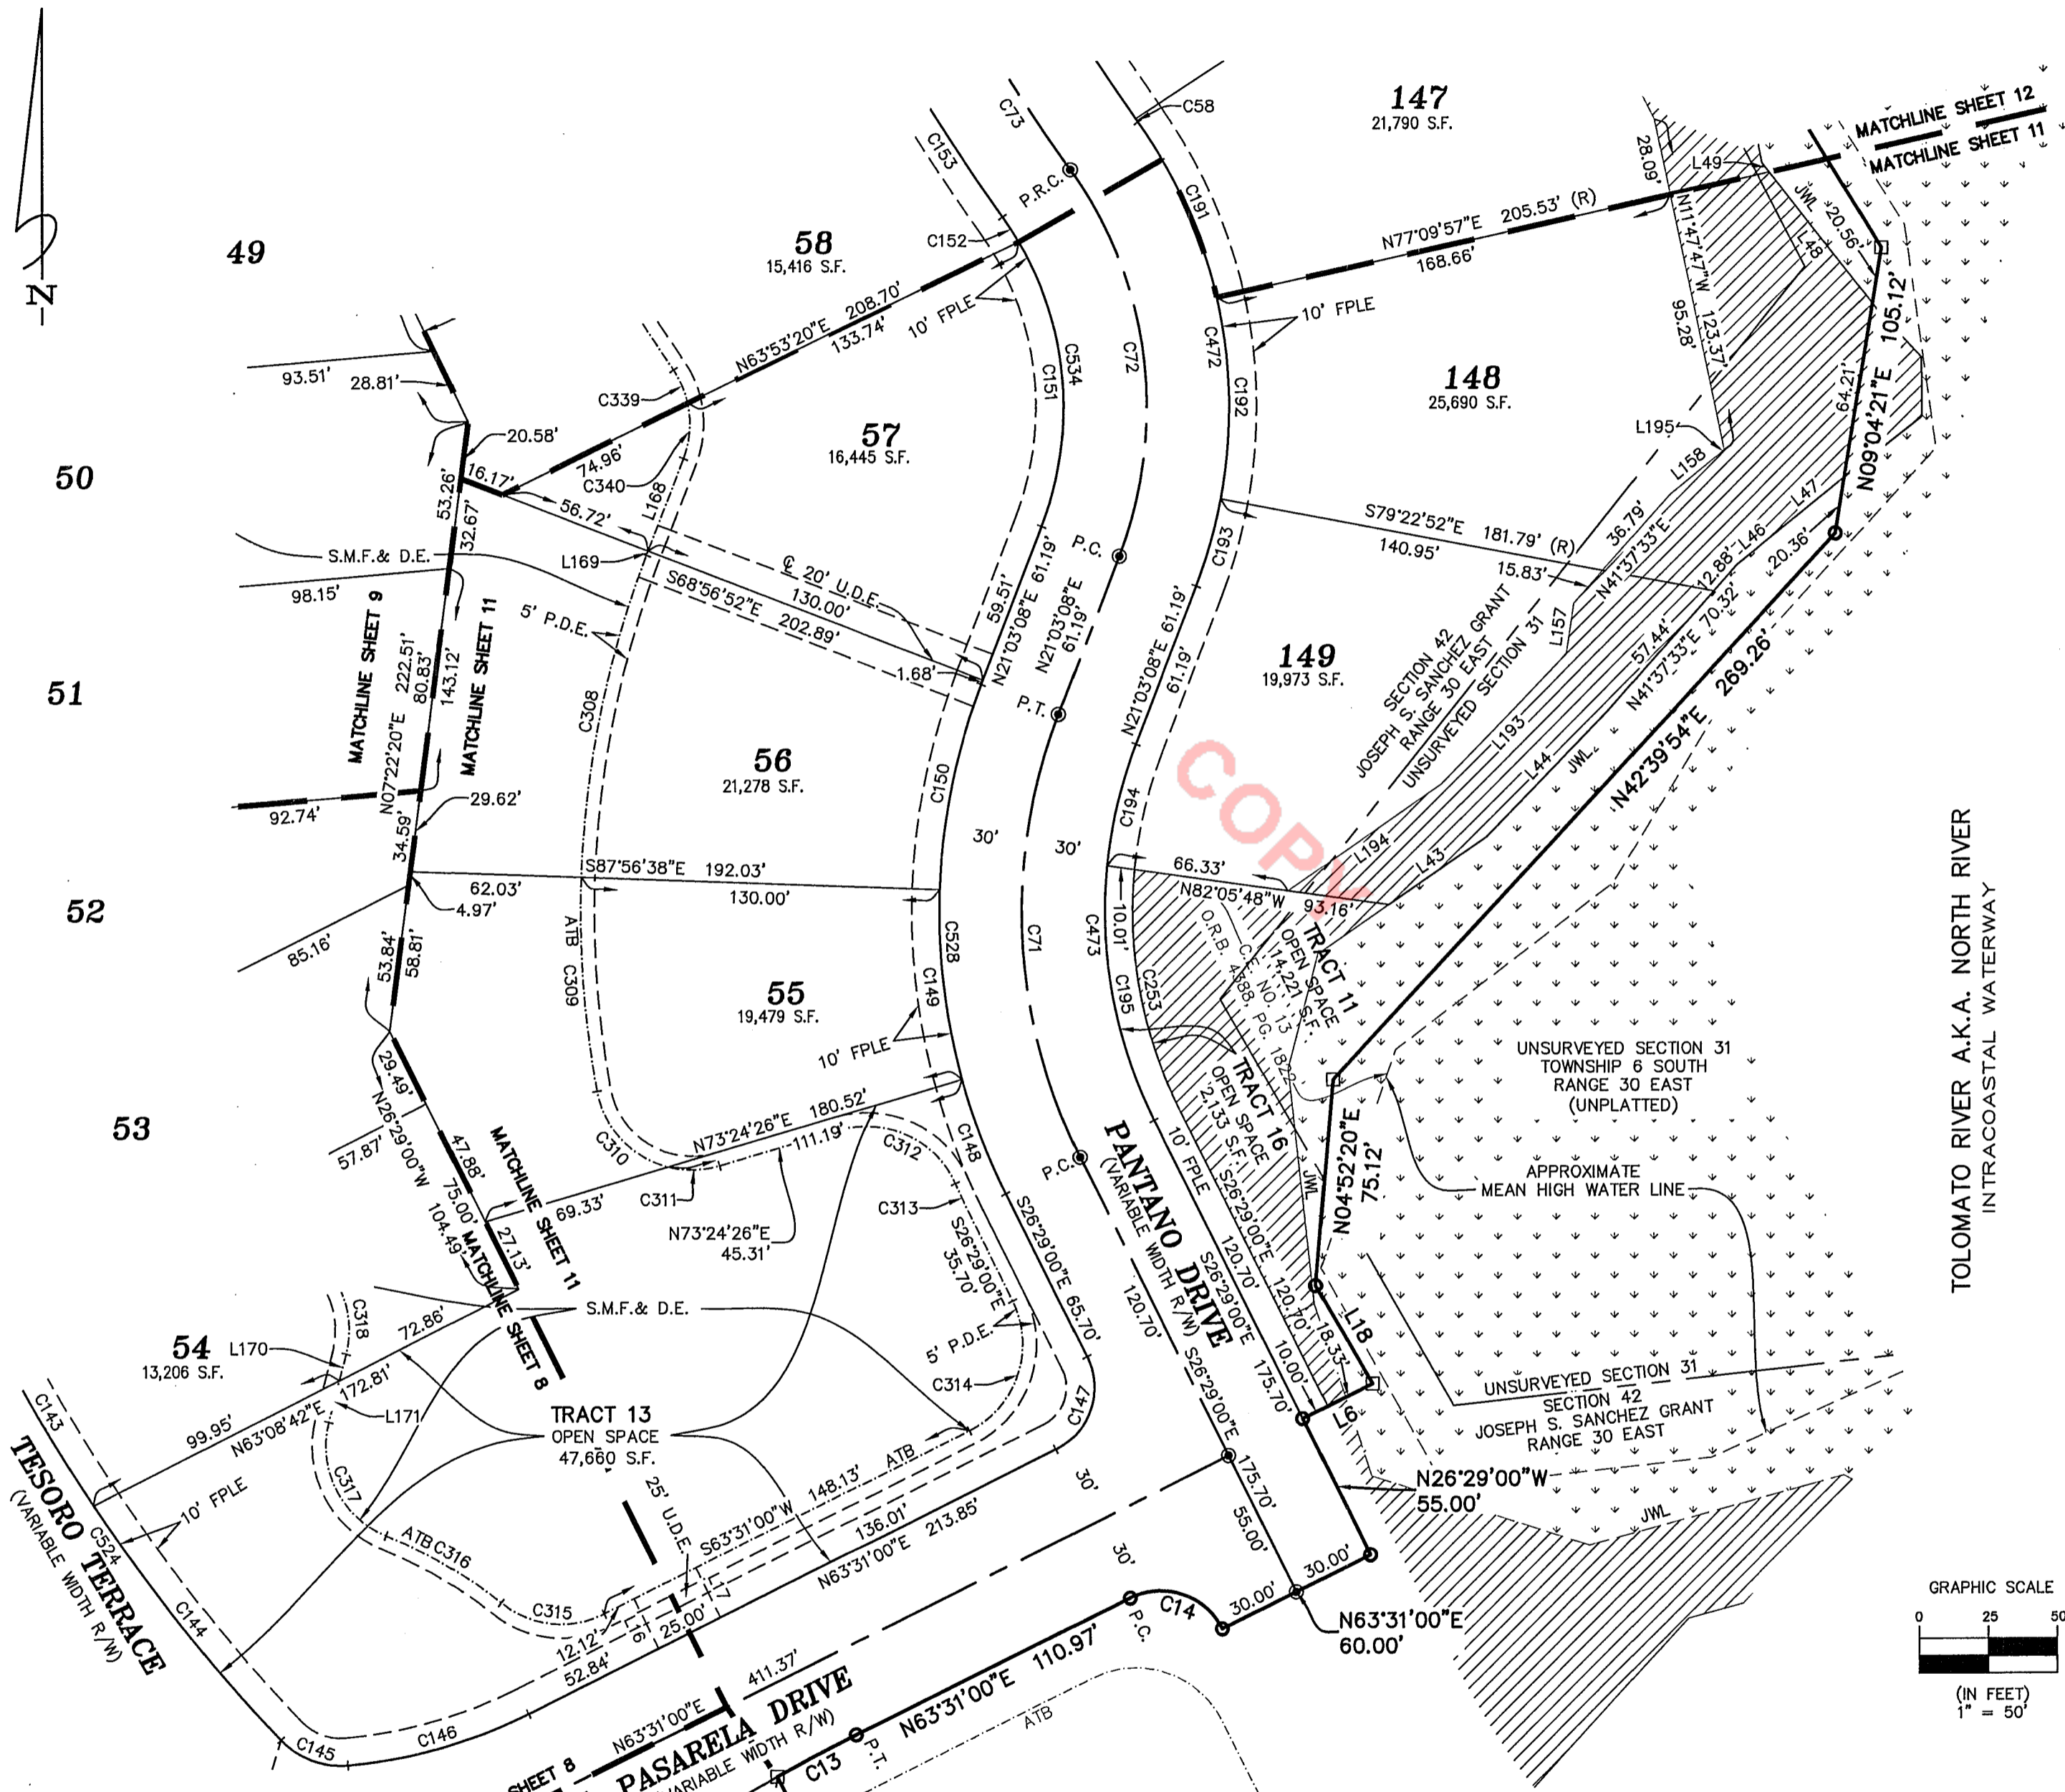 N
49
50
51
52
53
54
13,206 S.F.
58
15,416 S.F.
57
16,445 S.F.
56
21,278 S.F.
55
19,479 S.F.
147
21,790 S.F.
148
25,690 S.F.
149
19,973 S.F.
C153
C73
C58
P.R.C.
C152
C191
10' FPLE
N63°53'20"E 208.70'
133.74'
74.96'
C339
C340
93.51'
28.81'
20.58'
16.17'
53.26'
32.67'
56.72'
L168
L169
S.M.F.& D.E.
98.15'
5' P.D.E.
℄ 20' U.D.E.
130.00'
S68°56'52"E
202.89'
1.68'
59.51'
N21°03'08"E 61.19'
N21°03'08"E
61.19'
N21°03'08"E 61.19'
61.19'
P.C.
P.T.
C151
C534
C72
C472
C192
C193
10' FPLE
N77°09'57"E 205.53' (R)
168.66'
28.09'
L49
MATCHLINE SHEET 12
MATCHLINE SHEET 11
JWL
20.56'
L48
N11°47'47"W 123.37'
95.28'
N09°04'21"E 105.12'
64.21'
L195
L158
L47
L46
12.88'
20.36'
36.79'
N41°37'33"E
S79°22'52"E 181.79' (R)
140.95'
15.83'
L157
57.44'
N41°37'33"E 70.32'
SECTION 42
JOSEPH S. SANCHEZ GRANT
RANGE 30 EAST
UNSURVEYED SECTION 31
L193
L44
JWL
N42°39'54"E 269.26'
L194
L43
MATCHLINE SHEET 9
N07°22'20"E 222.51'
80.83'
143.12'
MATCHLINE SHEET 11
92.74'
29.62'
34.59'
C308
C150
C194
S87°56'38"E 192.03'
62.03'
130.00'
4.97'
85.16'
53.84'
58.81'
ATB
C309
30'
30'
C528
C149
C71
C473
10.01'
C195
C253
66.33'
N82°05'48"W 93.16'
COPY
TRACT 11
OPEN SPACE
14,221 S.F.
C.E. NO. 13
O.R.B. 4388, PG. 1822
TRACT 16
OPEN SPACE
2,133 S.F.
10' FPLE
29.49'
N26°29'00"W 104.49'
57.87'
47.88'
75.00'
27.13'
MATCHLINE SHEET 11
MATCHLINE SHEET 8
C310
N73°24'26"E 180.52'
111.19'
69.33'
C311
N73°24'26"E
45.31'
C312
C313
C148
S26°29'00"E
35.70'
S26°29'00"E 65.70'
5' P.D.E.
C314
C147
P.C.
PANTANO DRIVE
(VARIABLE WIDTH R/W)
10' FPLE
S26°29'00"E 120.70'
120.70'
S26°29'00"E 175.70'
10.00'
120.70'
S26°29'00"E 175.70'
55.00'
JWL
N04°52'20"E
75.12'
L18
18.33'
L6
UNSURVEYED SECTION 31
TOWNSHIP 6 SOUTH
RANGE 30 EAST
(UNPLATTED)
APPROXIMATE
MEAN HIGH WATER LINE
UNSURVEYED SECTION 31
SECTION 42
JOSEPH S. SANCHEZ GRANT
RANGE 30 EAST
N26°29'00"W
55.00'
JWL
TOLOMATO RIVER A.K.A. NORTH RIVER
INTRACOASTAL WATERWAY
S.M.F.& D.E.
C318
L170
72.86'
172.81'
L171
99.95'
N63°08'42"E
C143
TESORO TERRACE
(VARIABLE WIDTH R/W)
10' FPLE
C524
C144
C317
ATB
C316
C315
TRACT 13
OPEN SPACE
47,660 S.F.
25' U.D.E.
ATB
S63°31'00"W 148.13'
136.01'
N63°31'00"E 213.85'
12.12'
L6
L7
25.00'
52.84'
C145
C146
30'
30'
411.37'
N63°31'00"E
SHEET 8
PASARELA DRIVE
(VARIABLE WIDTH R/W)
C13
P.T.
N63°31'00"E 110.97'
P.C.
C14
30.00'
30.00'
N63°31'00"E
60.00'
ATB
GRAPHIC SCALE
0 25 50
(IN FEET)
1" = 50'